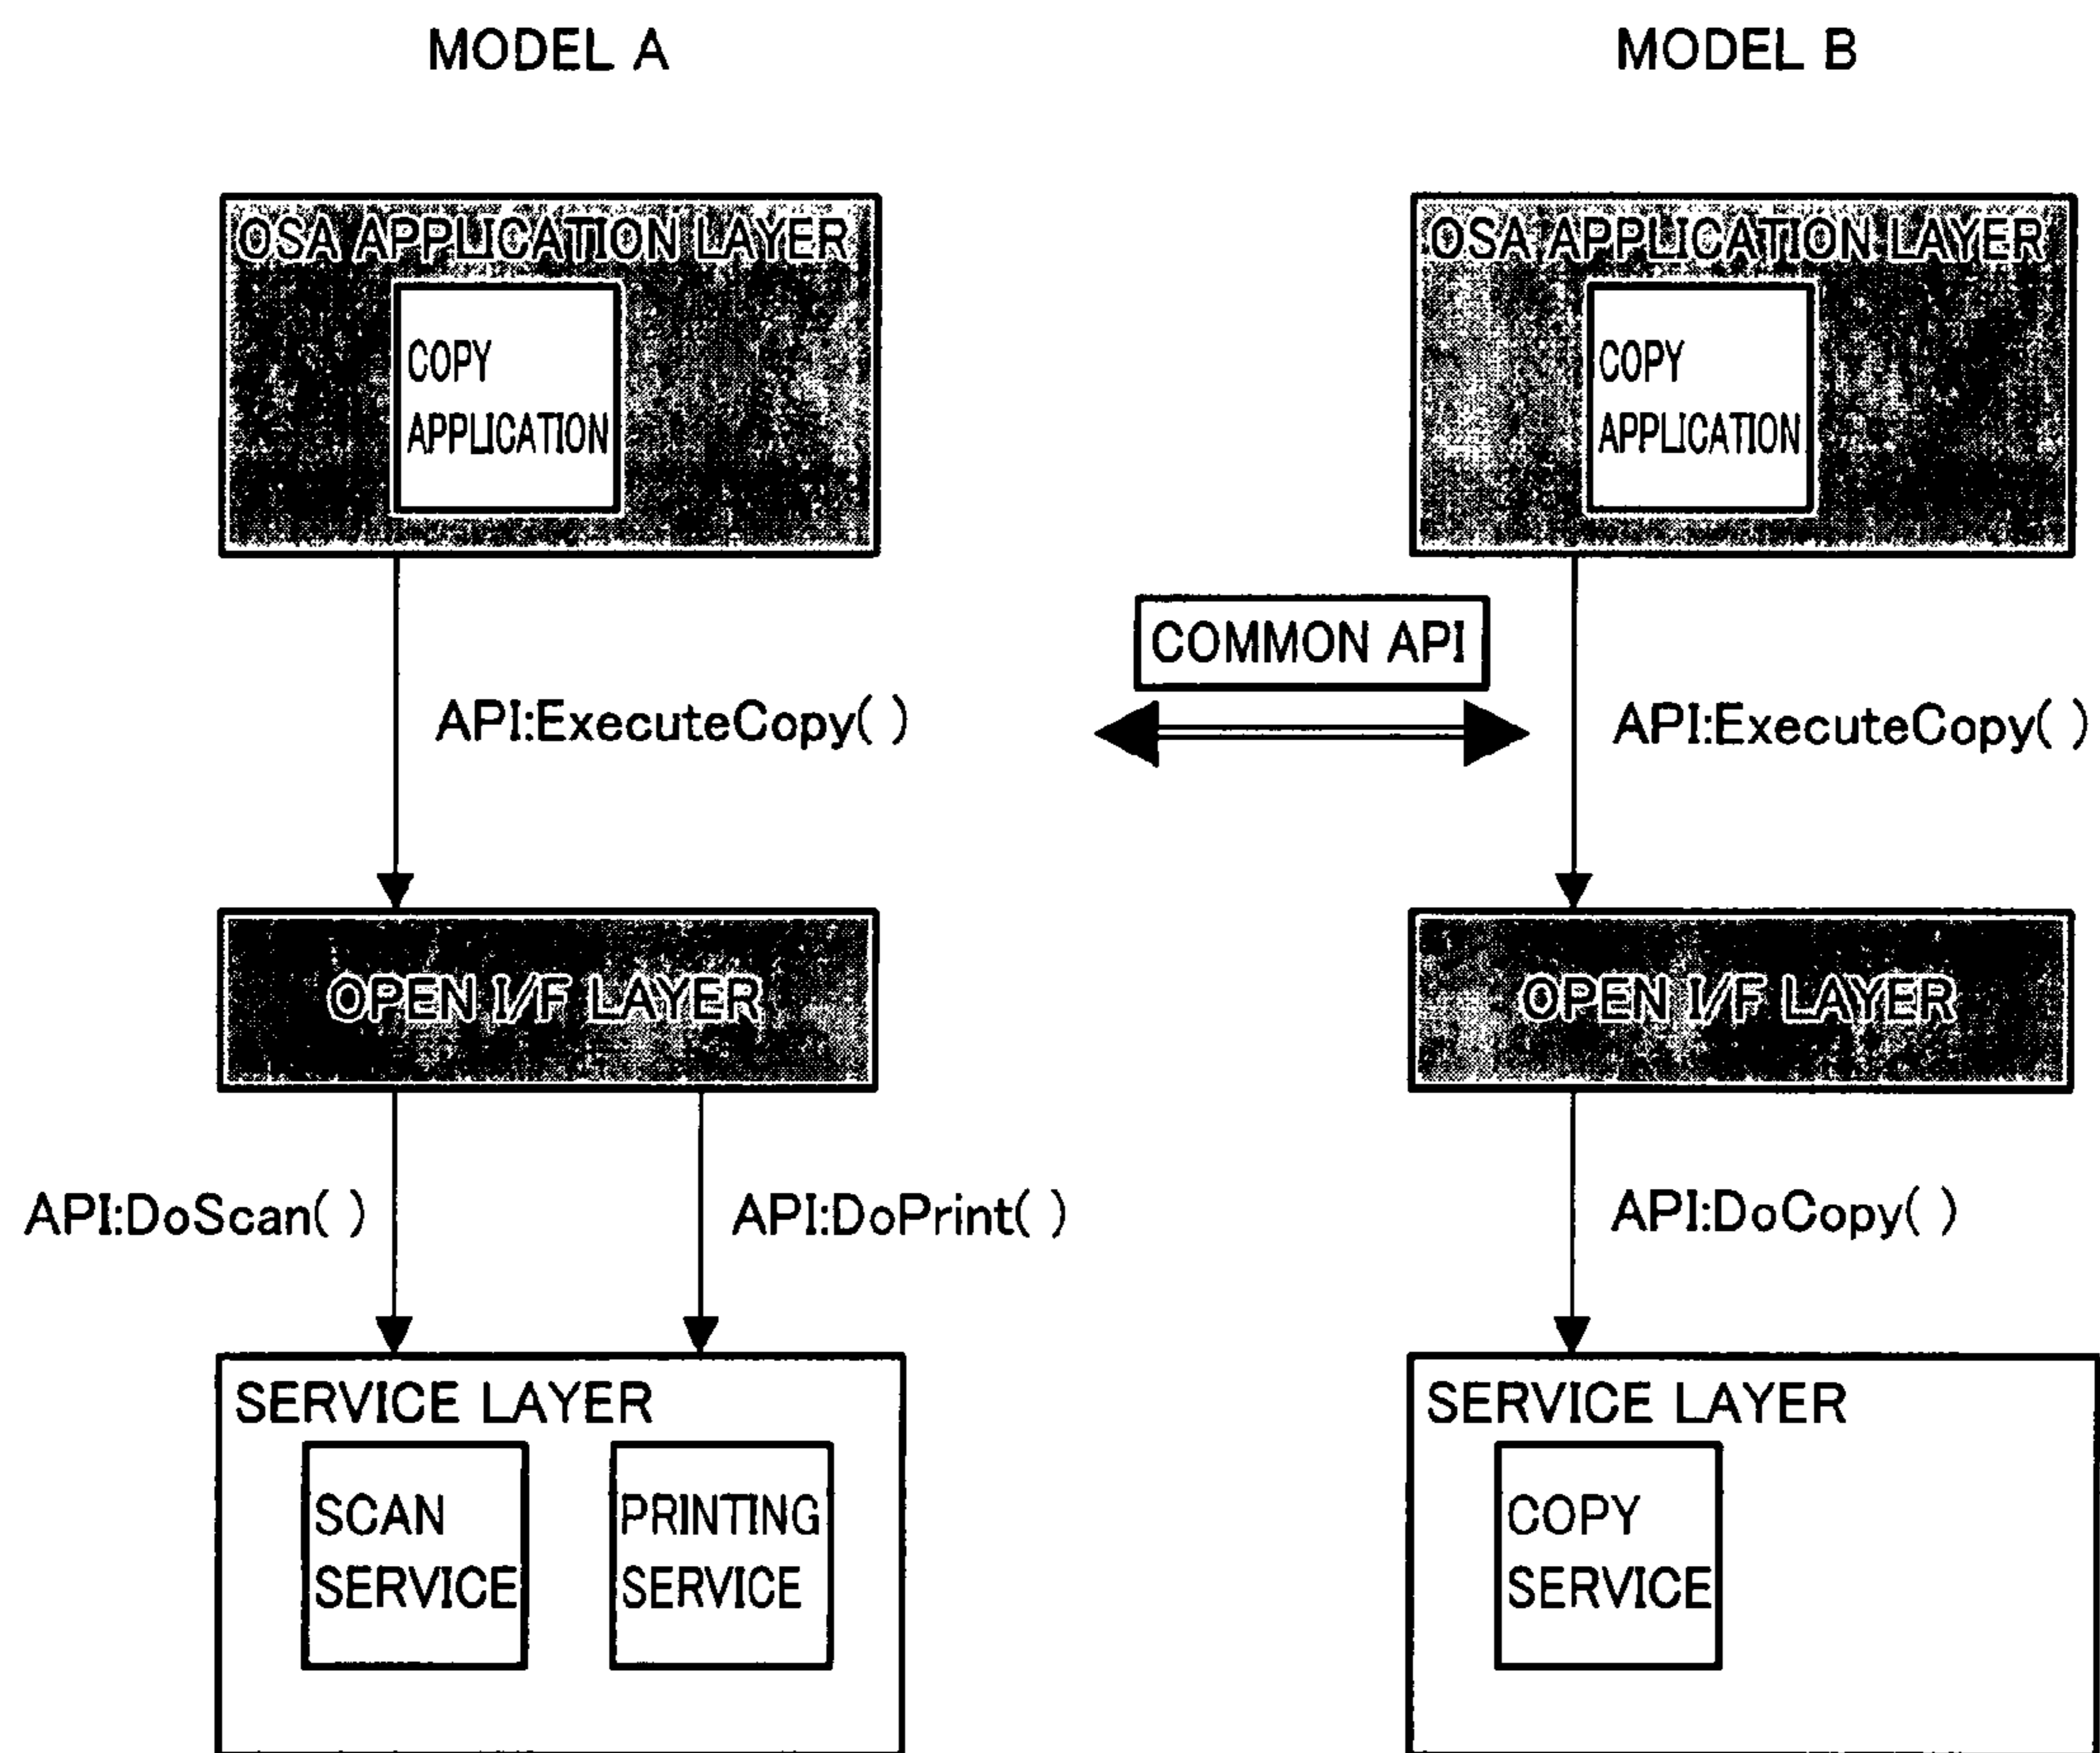 MODEL A
MODEL B
OSA APPLICATION LAYER
COPY
APPLICATION
OSA APPLICATION LAYER
COPY
APPLICATION
COMMON API
API:ExecuteCopy( )
API:ExecuteCopy( )
OPEN I/F LAYER
OPEN I/F LAYER
API:DoScan( )
API:DoPrint( )
API:DoCopy( )
SERVICE LAYER
SCAN
SERVICE
PRINTING
SERVICE
SERVICE LAYER
COPY
SERVICE